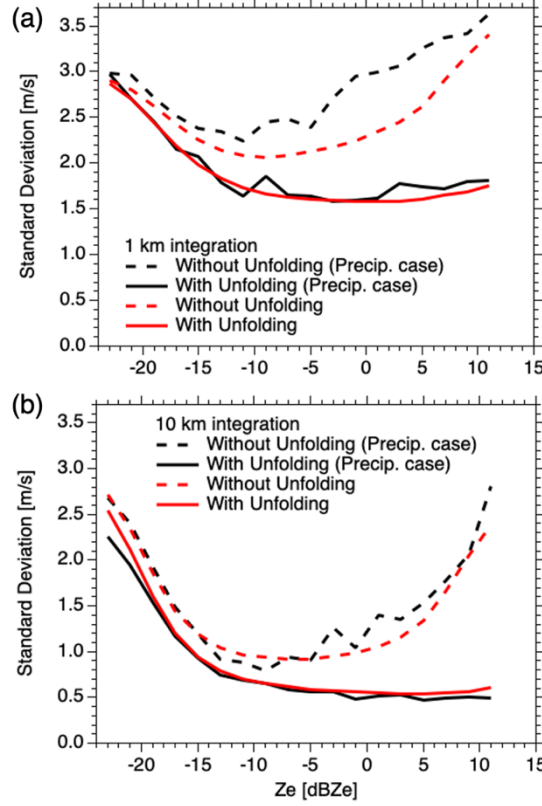 (a)
3.5
3.0
2.5
2.0
1.5
1.0
0.5
0.0
Standard Deviation [m/s]
1 km integration
Without Unfolding (Precip. case)
With Unfolding (Precip. case)
Without Unfolding
With Unfolding
-20 -15 -10 -5 0 5 10 15
(b)
3.5
3.0
2.5
2.0
1.5
1.0
0.5
0.0
Standard Deviation [m/s]
10 km integration
Without Unfolding (Precip. case)
With Unfolding (Precip. case)
Without Unfolding
With Unfolding
-20 -15 -10 -5 0 5 10 15
Ze [dBZe]